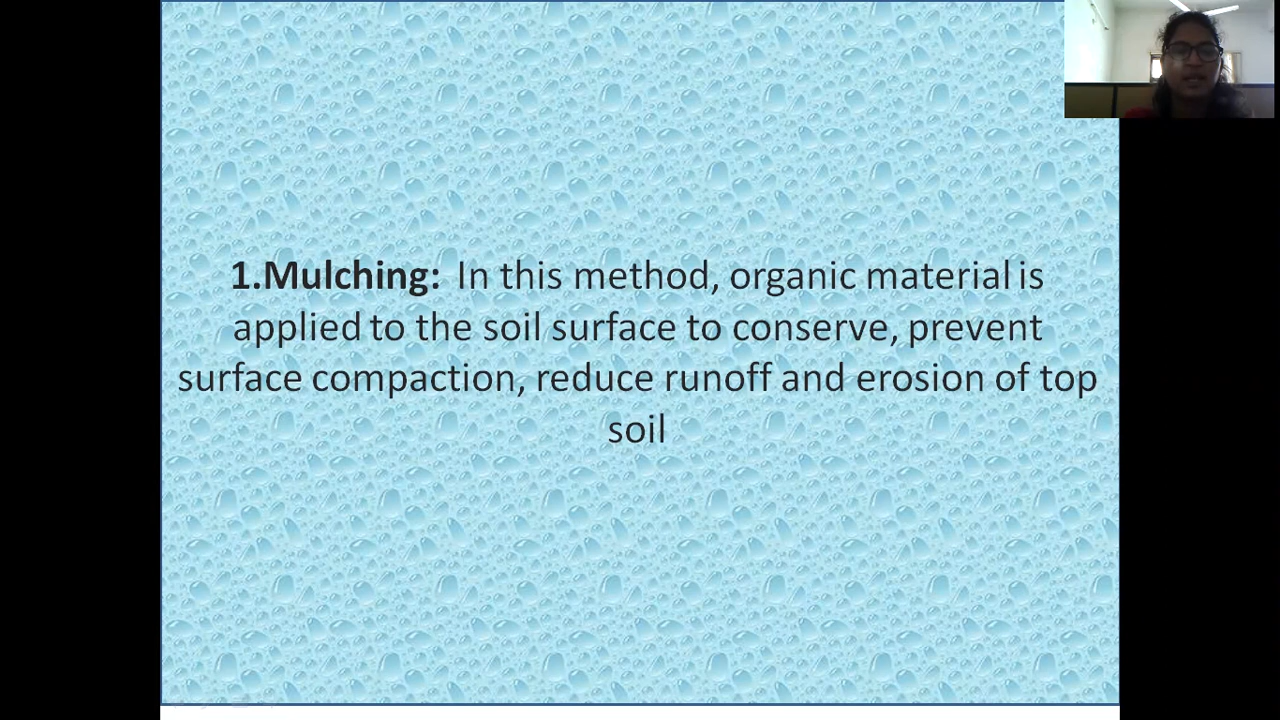 1.Mulching: In this method, organic material is
applied to the soil surface to conserve, prevent
surface compaction, reduce runoff and erosion of top
soil